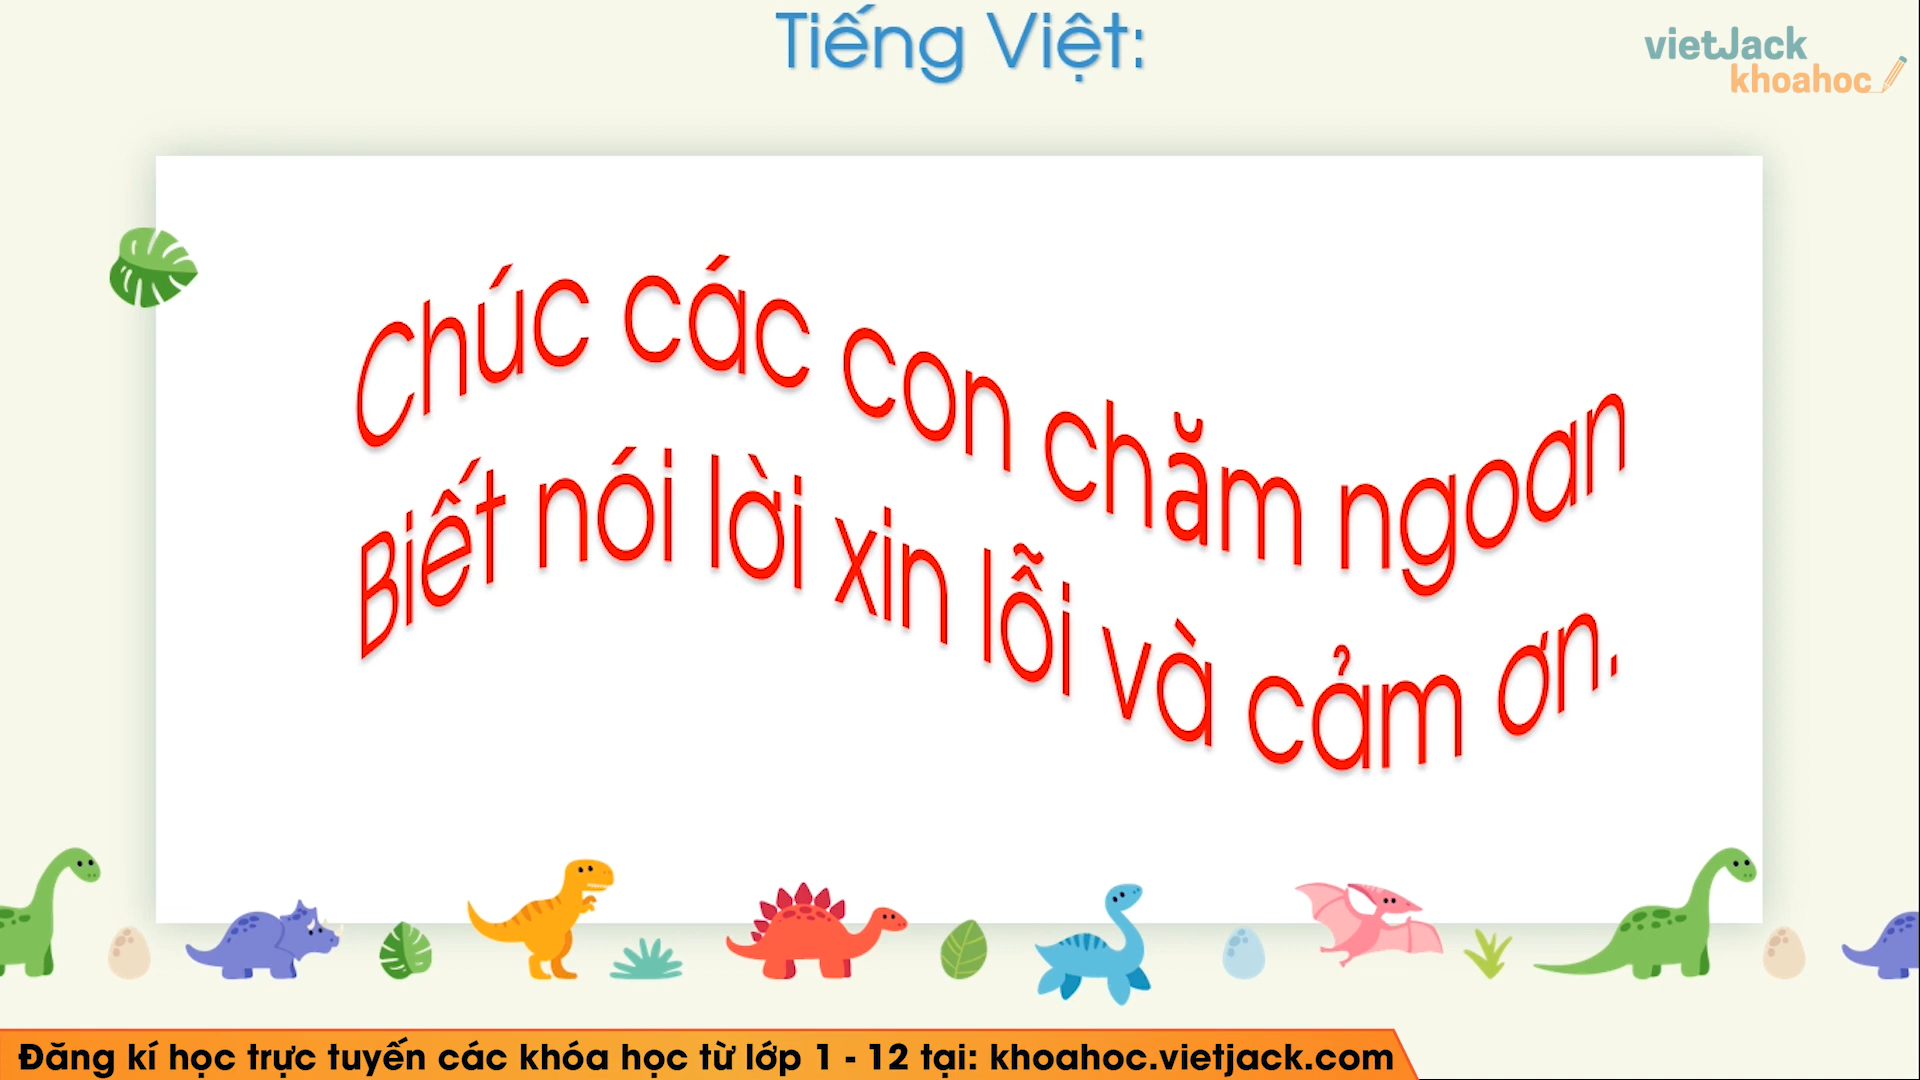 Tiếng Việt:
vietJack
khoahoc
Chúc các con chăm ngoan
Biết nói lời xin lỗi và cảm ơn.
Đăng kí học trực tuyến các khóa học từ lớp 1 - 12 tại: khoahoc.vietjack.com